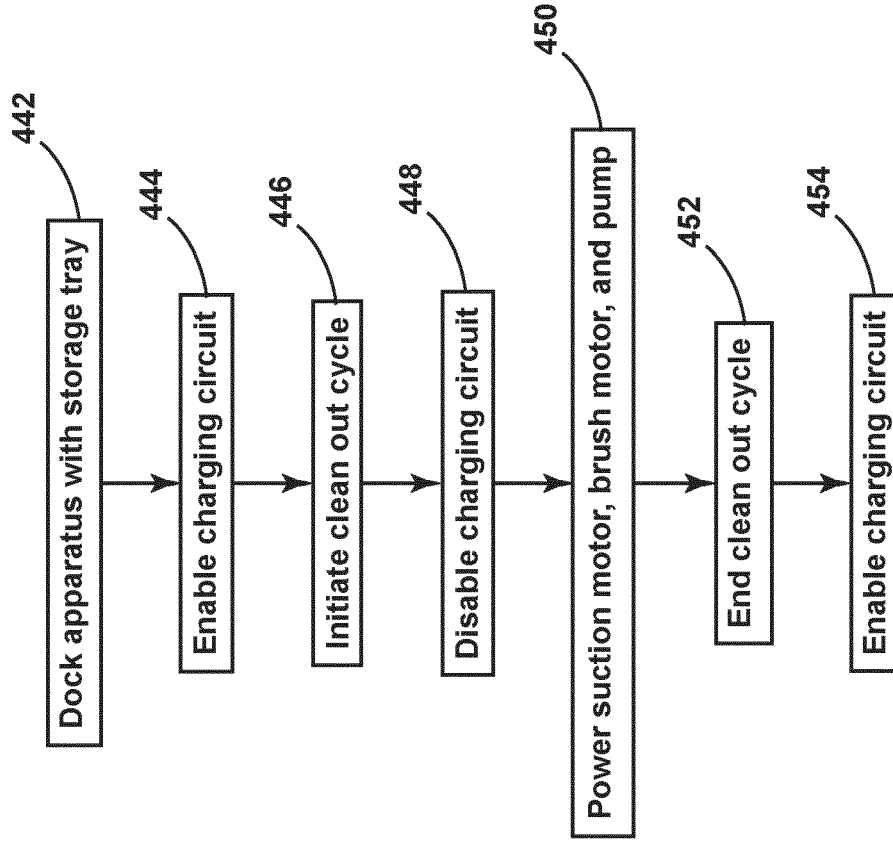 442
Dock apparatus with storage tray
444
Enable charging circuit
446
Initiate clean out cycle
448
Disable charging circuit
450
Power suction motor, brush motor, and pump
452
End clean out cycle
454
Enable charging circuit